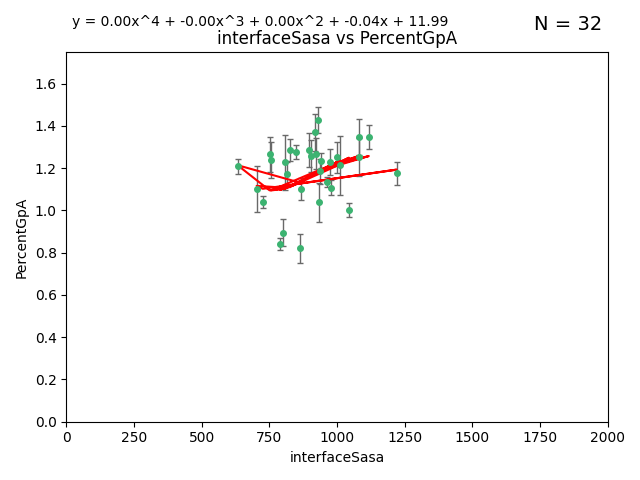 y = 0.00x^4 + -0.00x^3 + 0.00x^2 + -0.04x + 11.99
N = 32
interfaceSasa vs PercentGpA
1.6
1.4
1.2
1.0
0.8
0.6
0.4
0.2
0.0
PercentGpA
0 250 500 750 1000 1250 1500 1750 2000
interfaceSasa